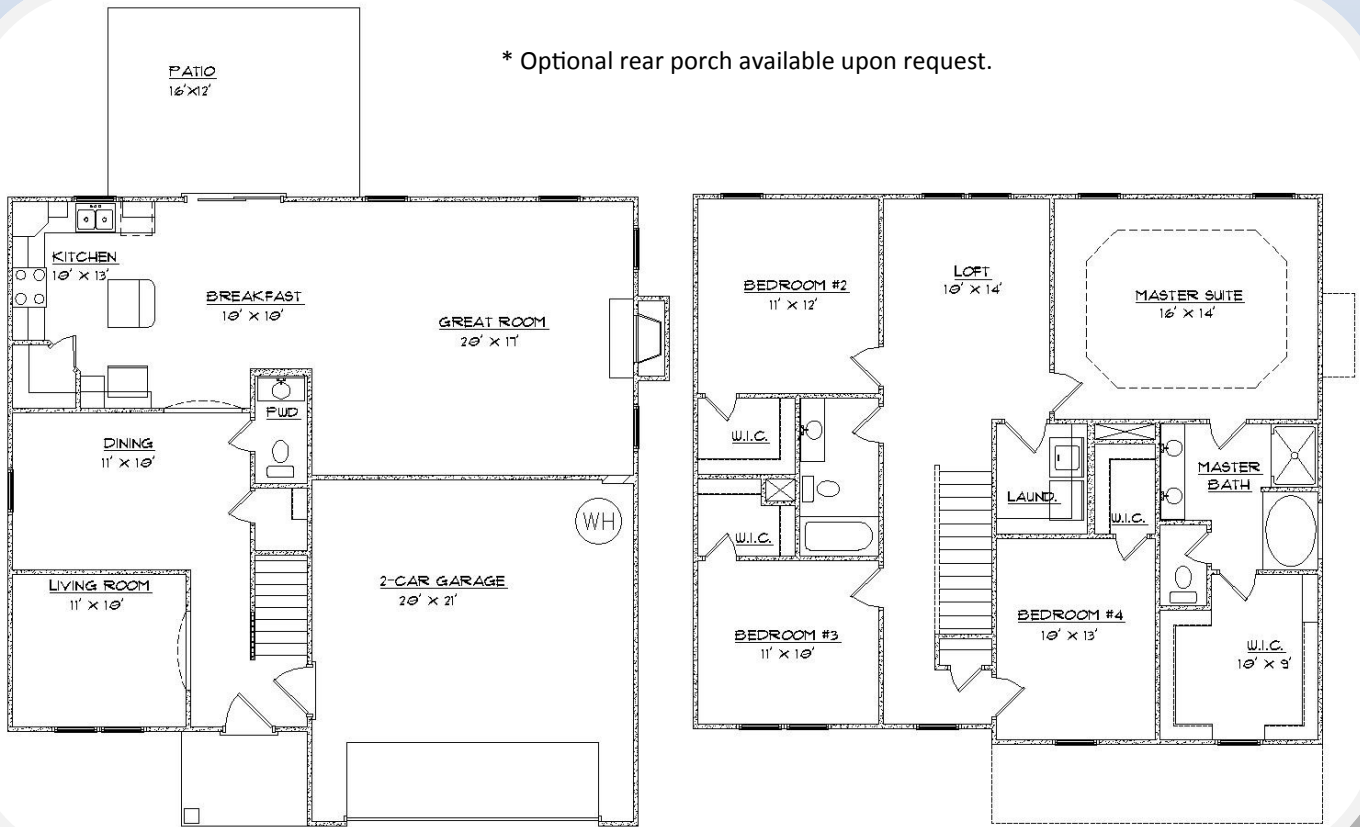 * Optional rear porch available upon request.
PATIO
16'X12'
KITCHEN
10' X 13'
BREAKFAST
10' X 10'
GREAT ROOM
20' X 17'
PWD
DINING
11' X 10'
WH
LIVING ROOM
11' X 10'
2-CAR GARAGE
20' X 21'
BEDROOM #2
11' X 12'
LOFT
10' X 14'
MASTER SUITE
16' X 14'
W.I.C.
MASTER
BATH
LAUND.
W.I.C.
W.I.C.
BEDROOM #3
11' X 10'
BEDROOM #4
10' X 13'
W.I.C.
10' X 9'